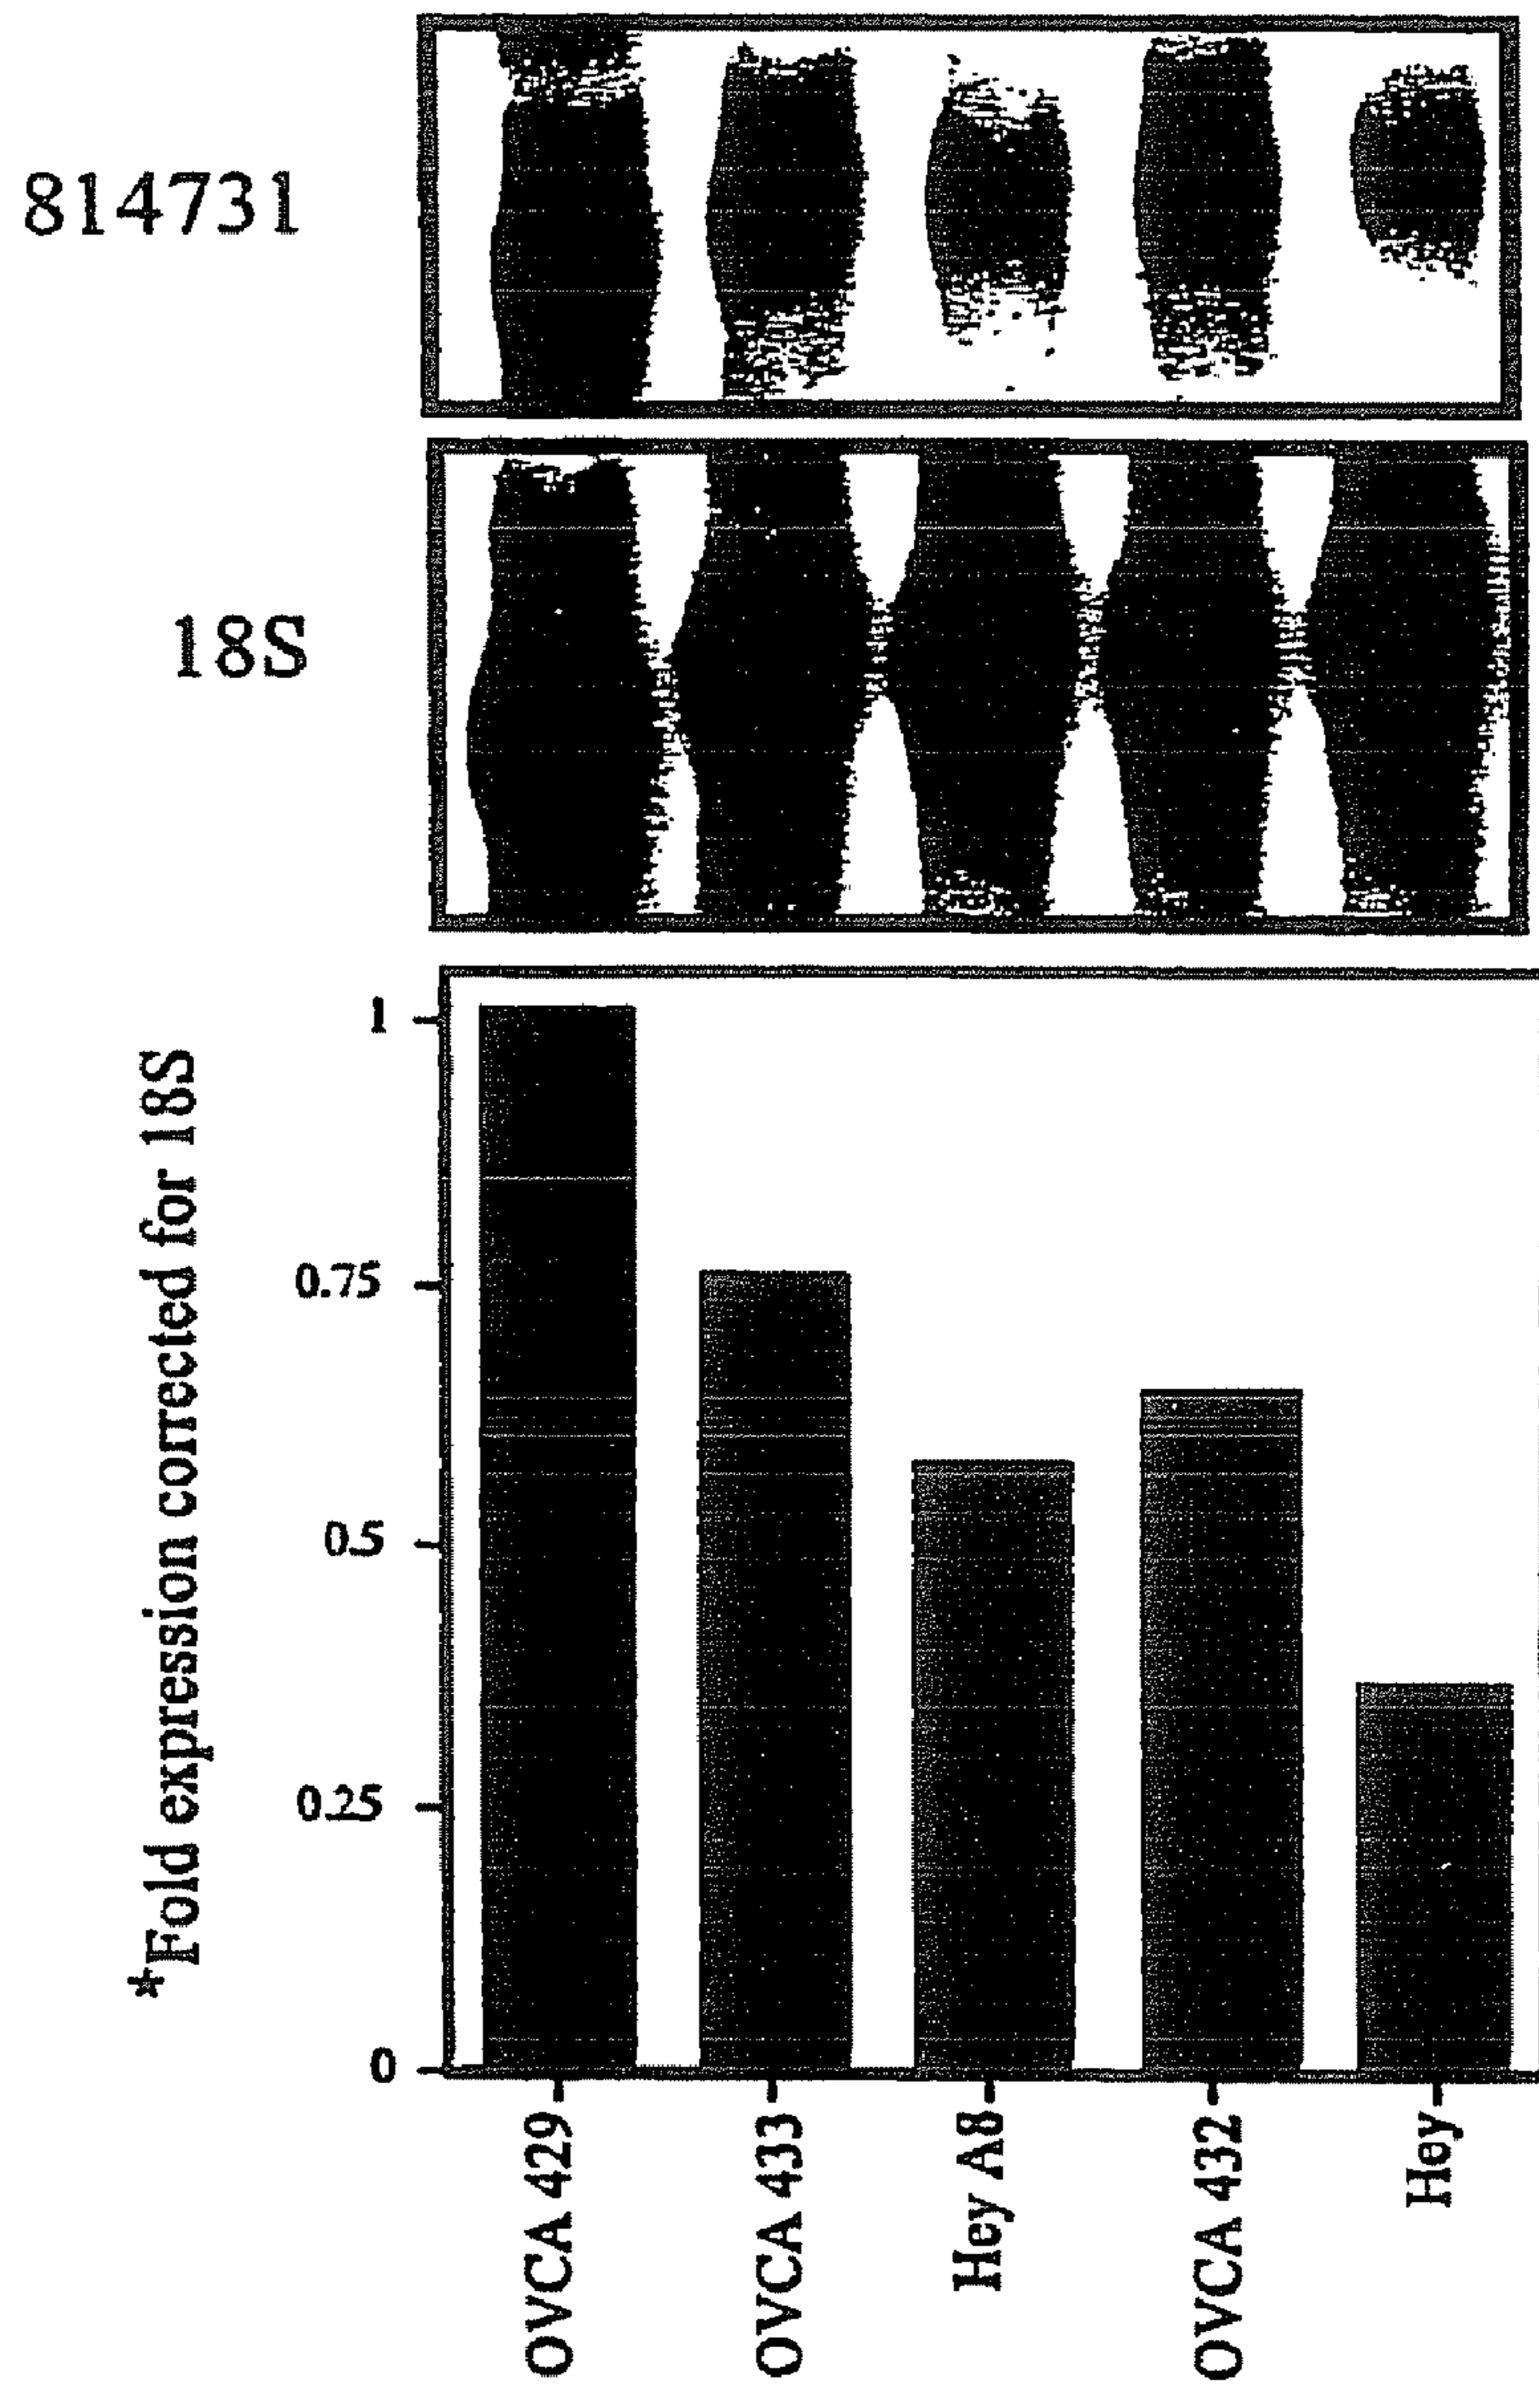 814731
18S
*Fold expression corrected for 18S
1
0.75
0.5
0.25
0
OVCA 429
OVCA 433
Hey A8
OVCA 432
Hey